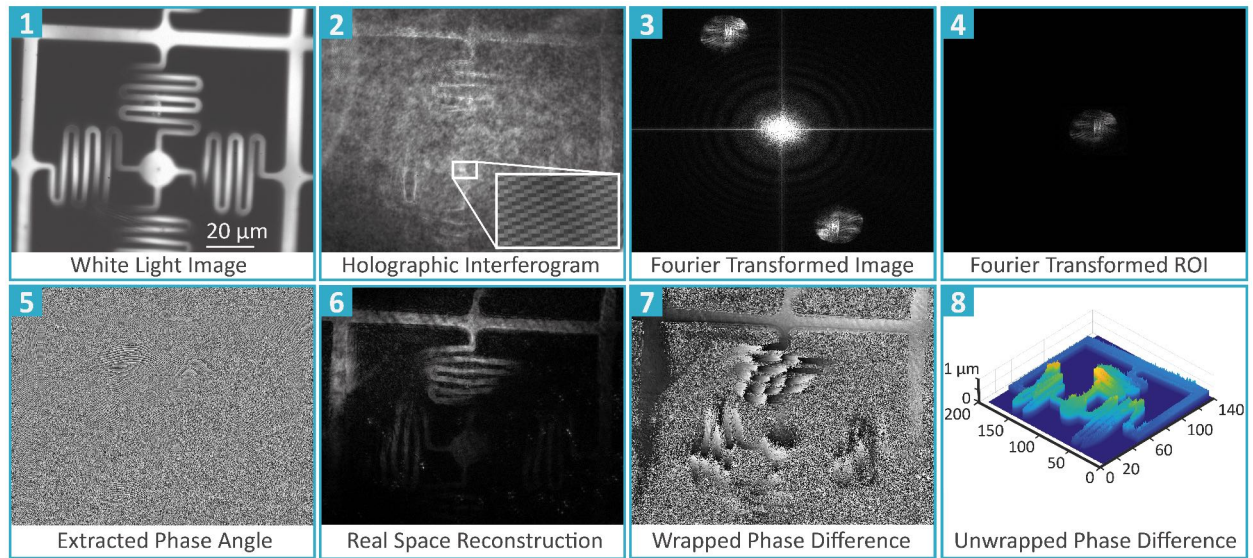 1
20 μm
White Light Image
2
Holographic Interferogram
3
Fourier Transformed Image
4
Fourier Transformed ROI
5
Extracted Phase Angle
6
Real Space Reconstruction
7
Wrapped Phase Difference
8
1 μm
0
200
150
100
50
0
0
20
60
100
140
Unwrapped Phase Difference